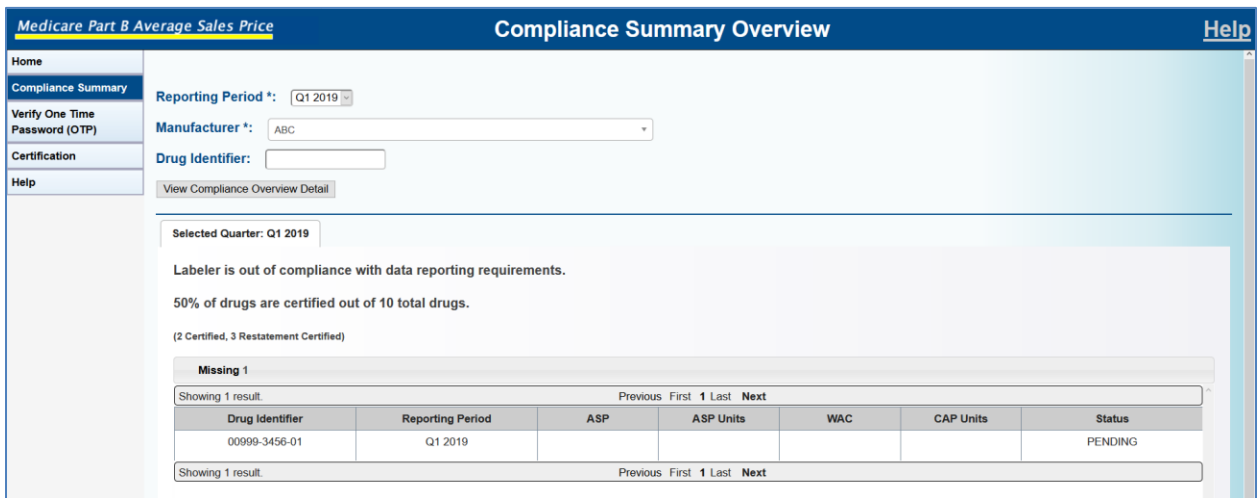 Medicare Part B Average Sales Price
Compliance Summary Overview
Help
Home
Compliance Summary
Verify One Time
Password (OTP)
Certification
Help
Reporting Period *: Q1 2019
Manufacturer *: ABC
Drug Identifier:
View Compliance Overview Detail
Selected Quarter: Q1 2019
Labeler is out of compliance with data reporting requirements.
50% of drugs are certified out of 10 total drugs.
(2 Certified, 3 Restatement Certified)
Missing 1
Showing 1 result. Previous First 1 Last Next
Drug Identifier Reporting Period ASP ASP Units WAC CAP Units Status
00999-3456-01 Q1 2019 PENDING
Showing 1 result. Previous First 1 Last Next